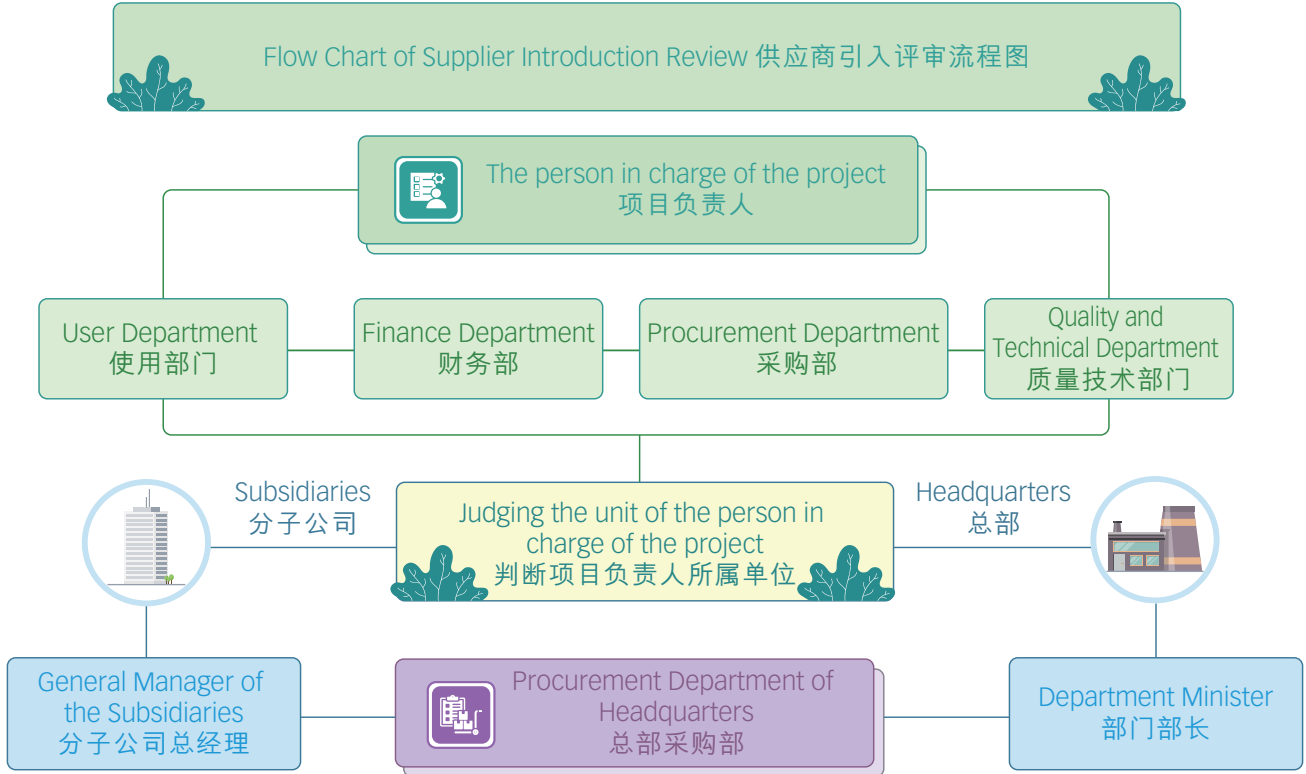 Flow Chart of Supplier Introduction Review 供应商引入评审流程图
The person in charge of the project
项目负责人
User Department
使用部门
Finance Department
财务部
Procurement Department
采购部
Quality and
Technical Department
质量技术部门
Subsidiaries
分子公司
Judging the unit of the person in
charge of the project
判断项目负责人所属单位
Headquarters
总部
General Manager of
the Subsidiaries
分子公司总经理
Procurement Department of
Headquarters
总部采购部
Department Minister
部门部长